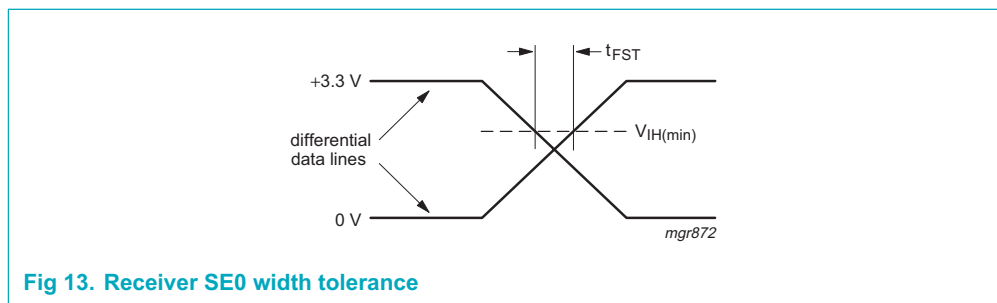 tFST
+3.3 V
VIH(min)
differential
data lines
0 V
mgr872
Fig 13. Receiver SE0 width tolerance